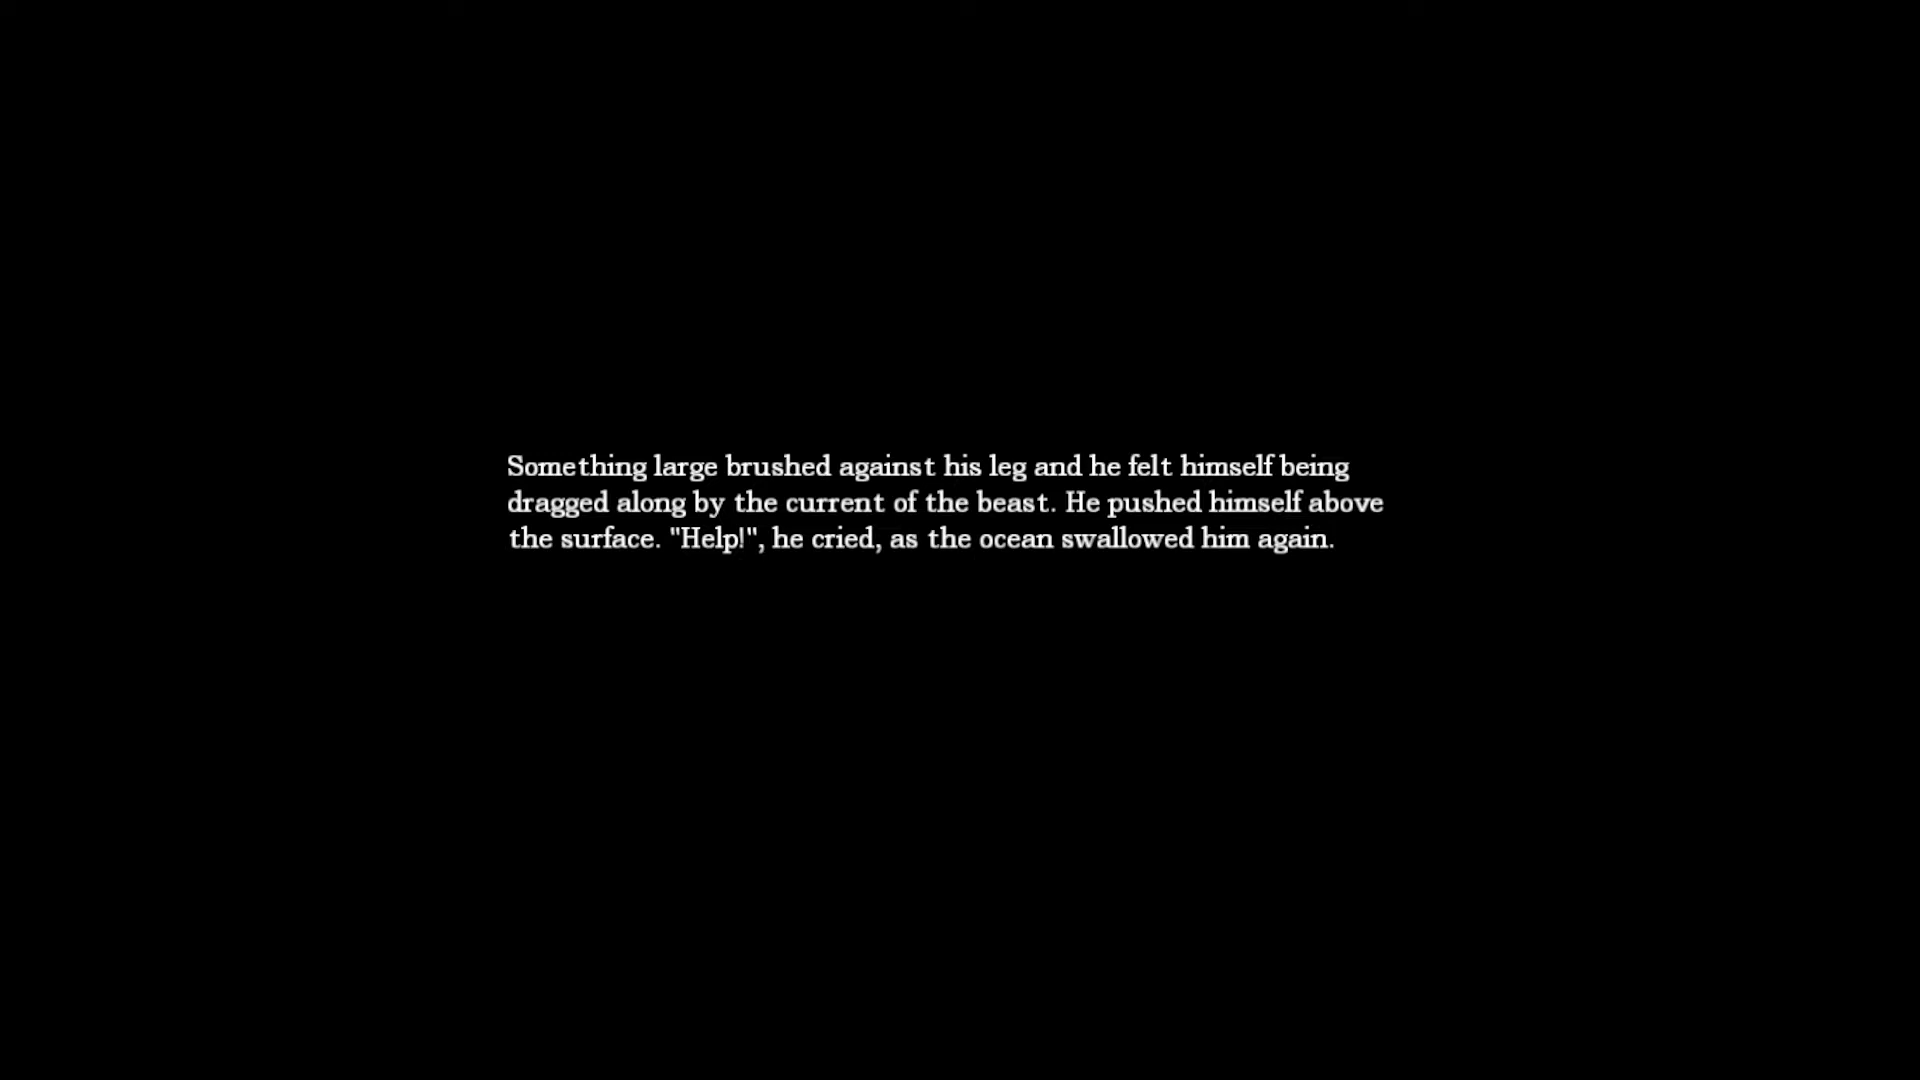 Something large brushed against his leg and he felt himself being
dragged along by the current of the beast. He pushed himself above
the surface. "Help!", he cried, as the ocean swallowed him again.